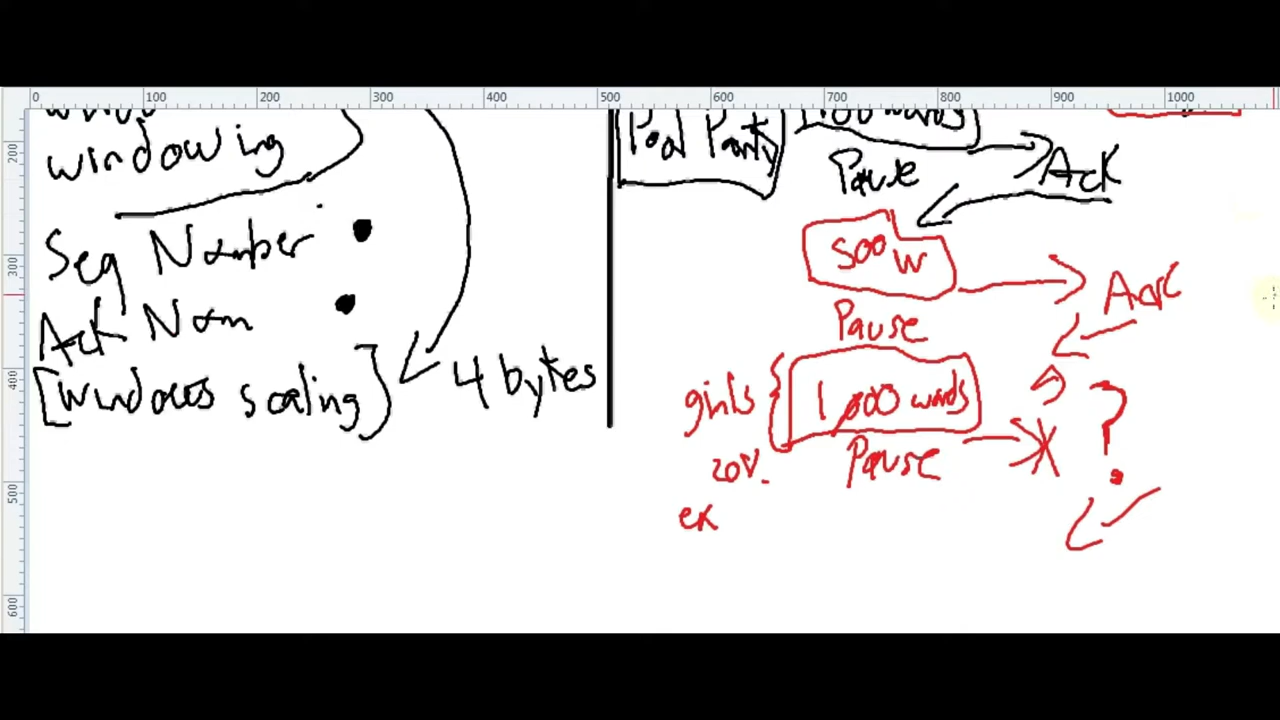 windowing
Seq Number
Ack Num
[windows scaling]
4 bytes
Pool Party
Pause
Ack
500 W
Ack
Pause
girls
1,000 words
?
Pause
zov.
ex
0 100 200 300 400 500 600 700 800 900 1000
200
300
400
500
600